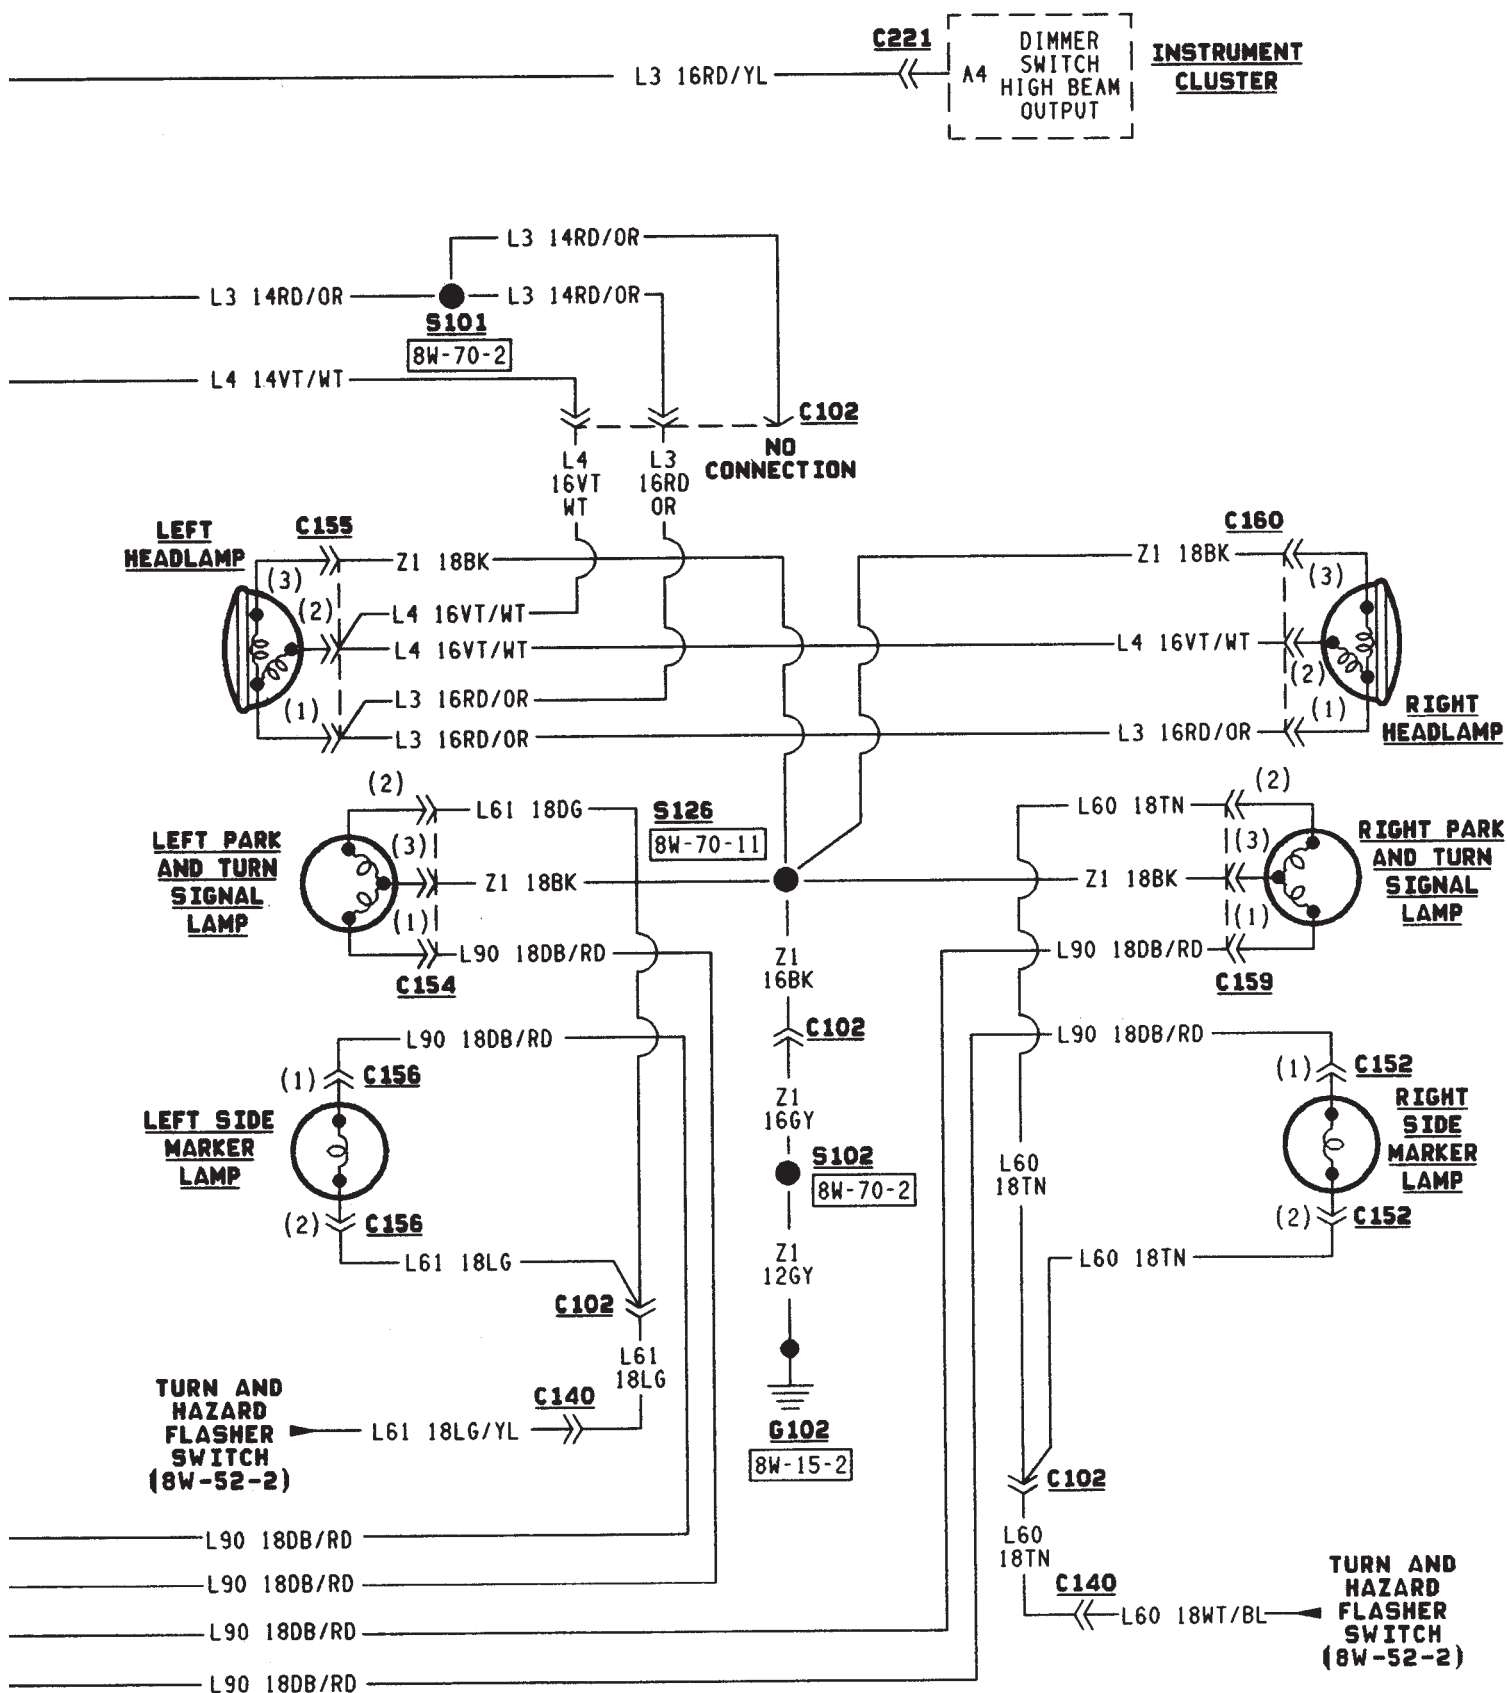 C221
DIMMER
SWITCH
HIGH BEAM
OUTPUT
A4
INSTRUMENT
CLUSTER
L3 16RD/YL
L3 14RD/OR
L3 14RD/OR
L3 14RD/OR
S101
8W-70-2
L4 14VT/WT
C102
NO
CONNECTION
L4
16VT
WT
L3
16RD
OR
LEFT
HEADLAMP
C155
C160
Z1 18BK
Z1 18BK
(3)
(3)
(2)
L4 16VT/WT
L4 16VT/WT
L4 16VT/WT
(2)
(1)
L3 16RD/OR
(1)
RIGHT
HEADLAMP
L3 16RD/OR
L3 16RD/OR
(2)
L61 18DG
S126
8W-70-11
L60 18TN
(2)
LEFT PARK
AND TURN
SIGNAL
LAMP
(3)
(3)
RIGHT PARK
AND TURN
SIGNAL
LAMP
Z1 18BK
Z1 18BK
(1)
(1)
L90 18DB/RD
L90 18DB/RD
C154
C159
Z1
16BK
C102
L90 18DB/RD
L90 18DB/RD
(1)
C156
(1)
C152
LEFT SIDE
MARKER
LAMP
Z1
16GY
RIGHT
SIDE
MARKER
LAMP
S102
8W-70-2
L60
18TN
(2)
C156
(2)
C152
L61 18LG
Z1
12GY
L60 18TN
C102
L61
18LG
TURN AND
HAZARD
FLASHER
SWITCH
(8W-52-2)
C140
L61 18LG/YL
G102
8W-15-2
C102
L60
18TN
L90 18DB/RD
L90 18DB/RD
L90 18DB/RD
L90 18DB/RD
C140
L60 18WT/BL
TURN AND
HAZARD
FLASHER
SWITCH
(8W-52-2)